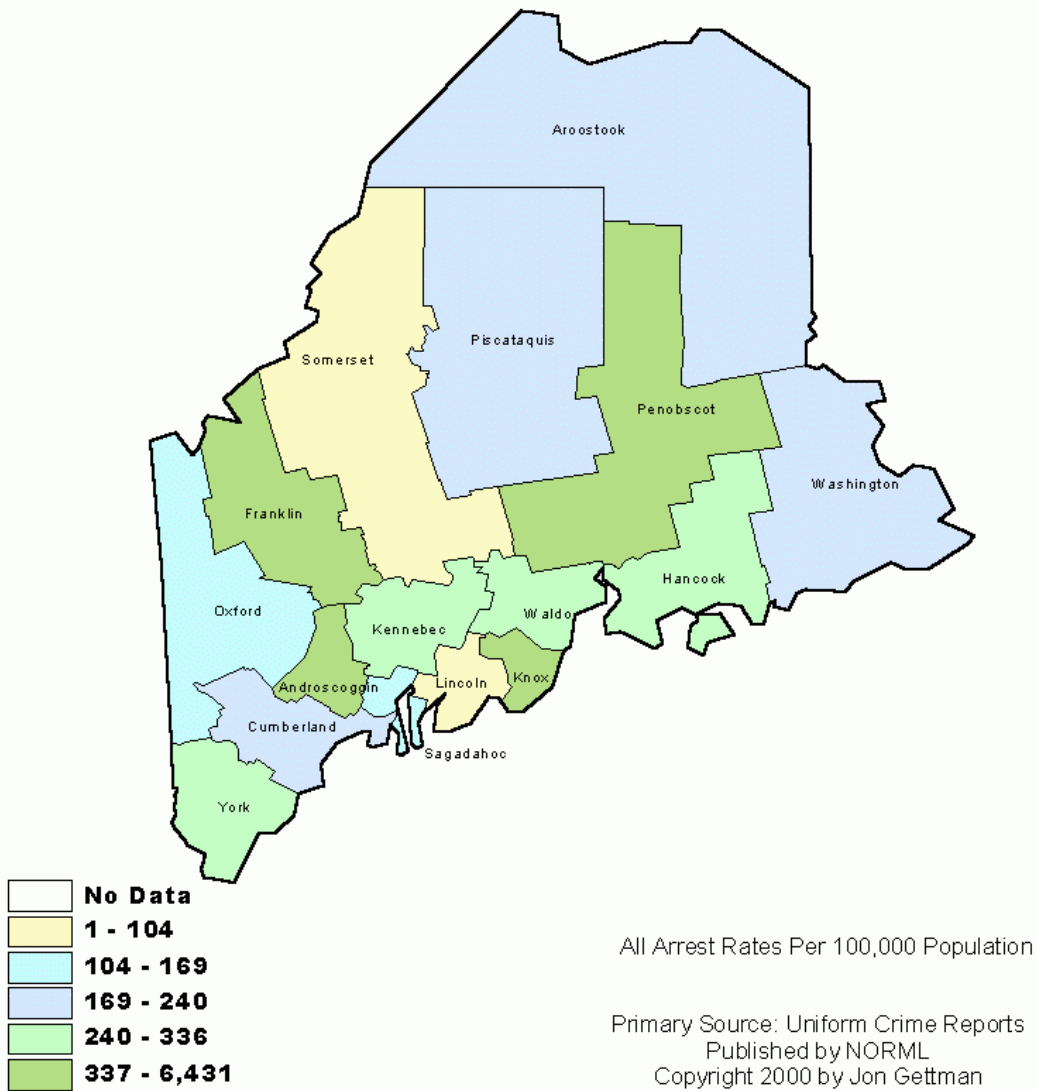 Aroostook
Piscataquis
Somerset
Penobscot
Washington
Franklin
Hancock
Oxford
Waldo
Kennebec
Knox
Lincoln
Androscoggin
Cumberland
Sagadahoc
York
No Data
1 - 104
104 - 169
169 - 240
240 - 336
337 - 6,431
All Arrest Rates Per 100,000 Population
Primary Source: Uniform Crime Reports
Published by NORML
Copyright 2000 by Jon Gettman